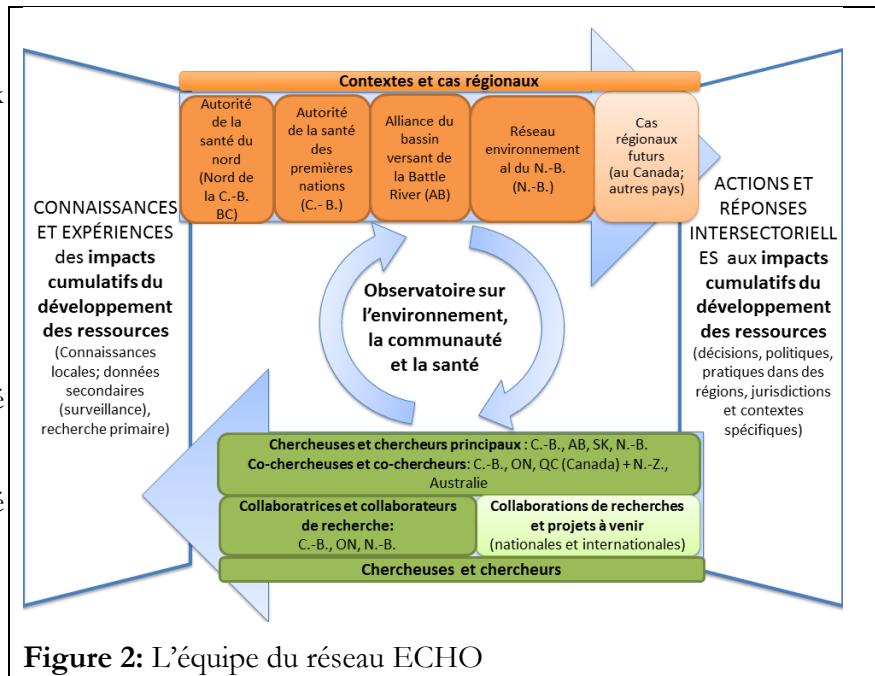 Contextes et cas régionaux
Autorité
de la
santé du
nord
(Nord de
la C.-B.
BC)
Autorité
de la santé
des
premières
nations
(C.- B.)
Alliance du
bassin
versant de
la Battle
River (AB)
Réseau
environnement
al du N.-B.
(N.-B.)
Cas
régionaux
futurs
(au Canada;
autres pays)
CONNAISSANCES
ET EXPÉRIENCES
des impacts
cumulatifs du
développement
des ressources
(Connaissances
locales; données
secondaires
(surveillance),
recherche primaire)
Observatoire sur
l'environnement,
la communauté
et la santé
ACTIONS ET
RÉPONSES
INTERSECTORIELL
ES aux impacts
cumulatifs du
développement
des ressources
(décisions, politiques,
pratiques dans des
régions, jurisdictions
et contextes
spécifiques)
Chercheuses et chercheurs principaux : C.-B., AB, SK, N.-B.
Co-chercheuses et co-chercheurs: C.-B., ON, QC (Canada) + N.-Z.,
Australie
Collaboratrices et collaborateurs
de recherche:
C.-B., ON, N.-B.
Collaborations de recherches
et projets à venir
(nationales et internationales)
Chercheuses et chercheurs
Figure 2: L'équipe du réseau ECHO